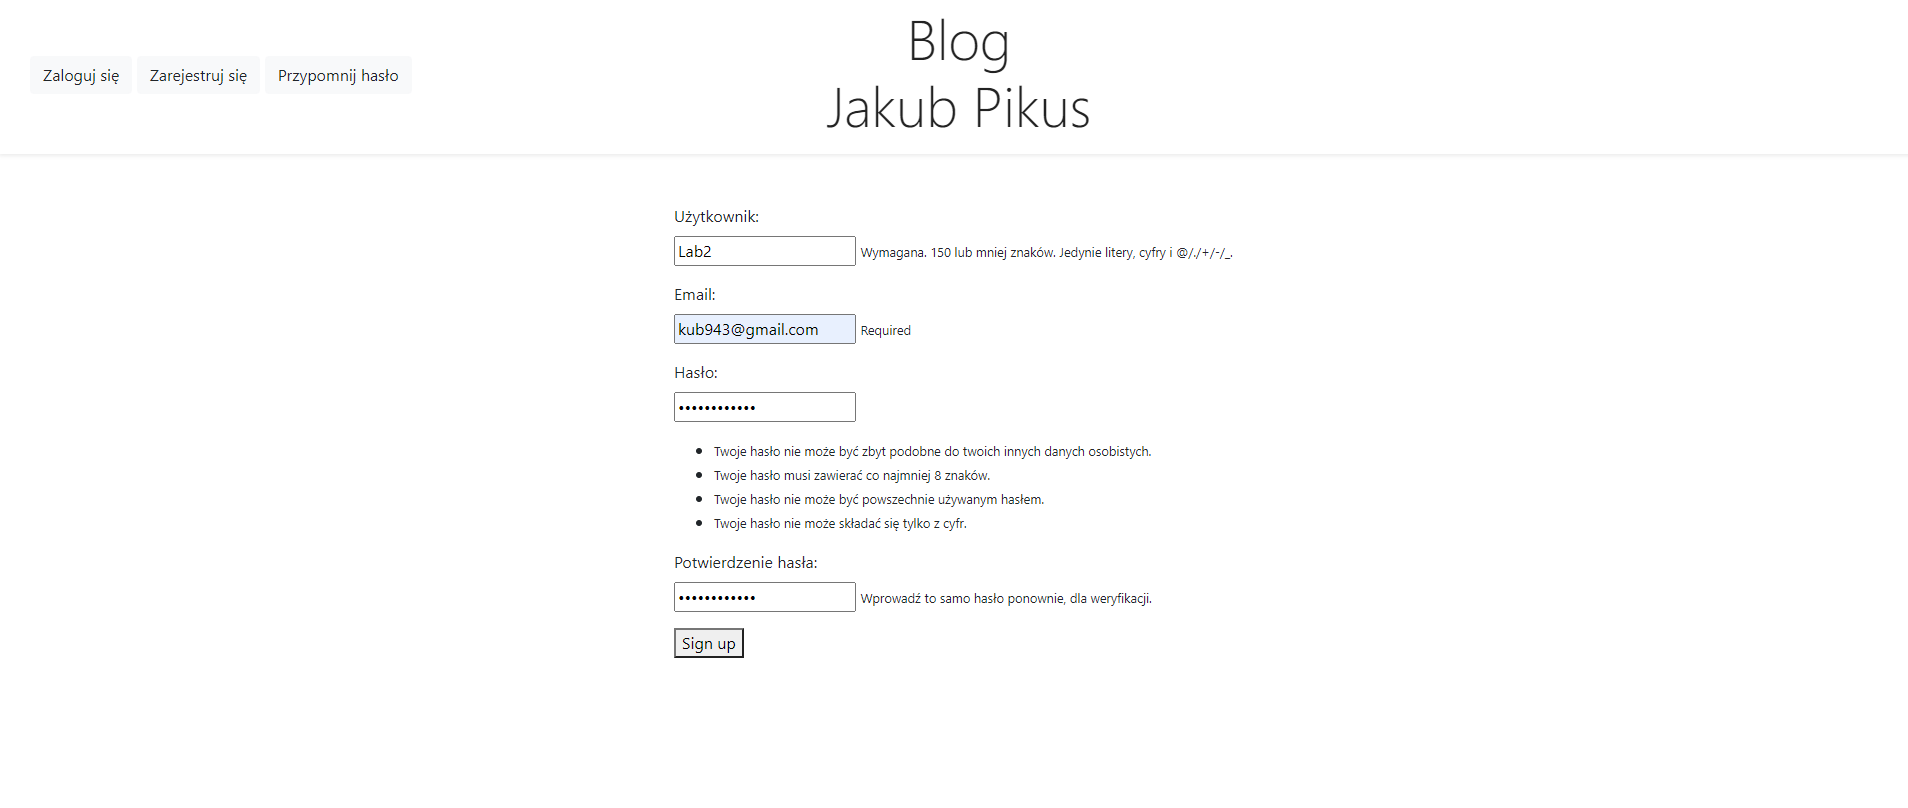 Blog
Jakub Pikus
Zaloguj się
Zarejestruj się
Przypomnij hasło
Użytkownik:
Lab2 Wymagana. 150 lub mniej znaków. Jedynie litery, cyfry i @/./+/-/_.
Email:
kub943@gmail.com Required
Hasło:
••••••••••••
• Twoje hasło nie może być zbyt podobne do twoich innych danych osobistych.
• Twoje hasło musi zawierać co najmniej 8 znaków.
• Twoje hasło nie może być powszechnie używanym hasłem.
• Twoje hasło nie może składać się tylko z cyfr.
Potwierdzenie hasła:
•••••••••••• Wprowadź to samo hasło ponownie, dla weryfikacji.
Sign up